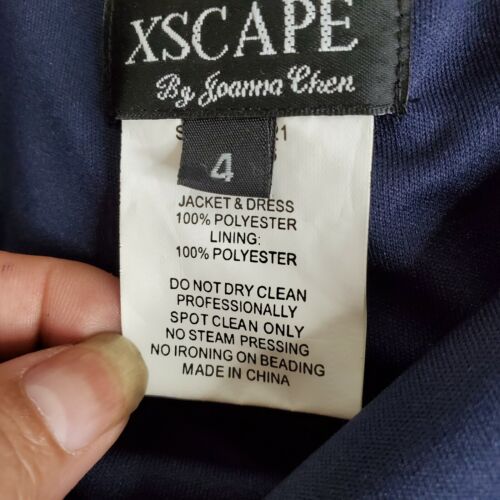 XSCAPE
By Joanna Chen
4
JACKET & DRESS
100% POLYESTER
LINING:
100% POLYESTER
DO NOT DRY CLEAN
PROFESSIONALLY
SPOT CLEAN ONLY
NO STEAM PRESSING
NO IRONING ON BEADING
MADE IN CHINA